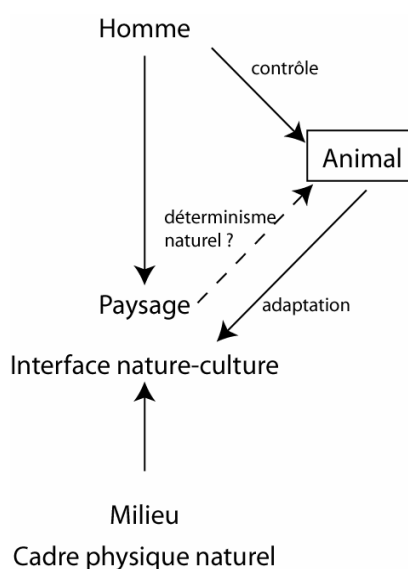 Homme
contrôle
Animal
déterminisme
naturel ?
Paysage
adaptation
Interface nature-culture
Milieu
Cadre physique naturel